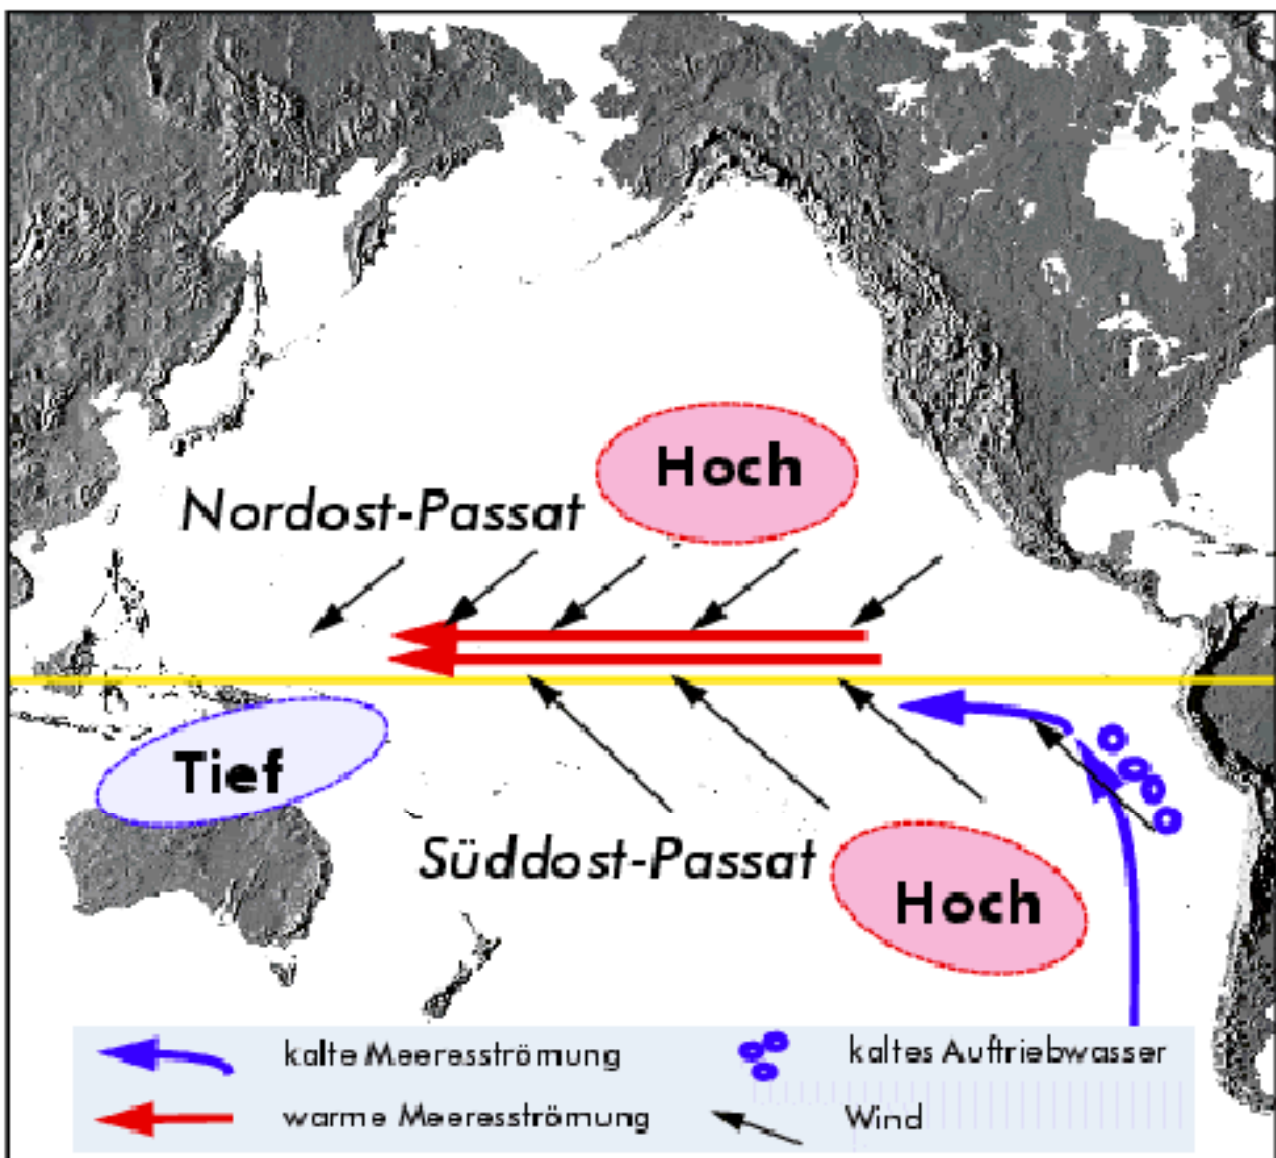 Hoch
Nordost-Passat
Tief
Süddost-Passat
Hoch
kalte Meeresströmung
kaltes Auftriebwasser
warme Meeresströmung
Wind